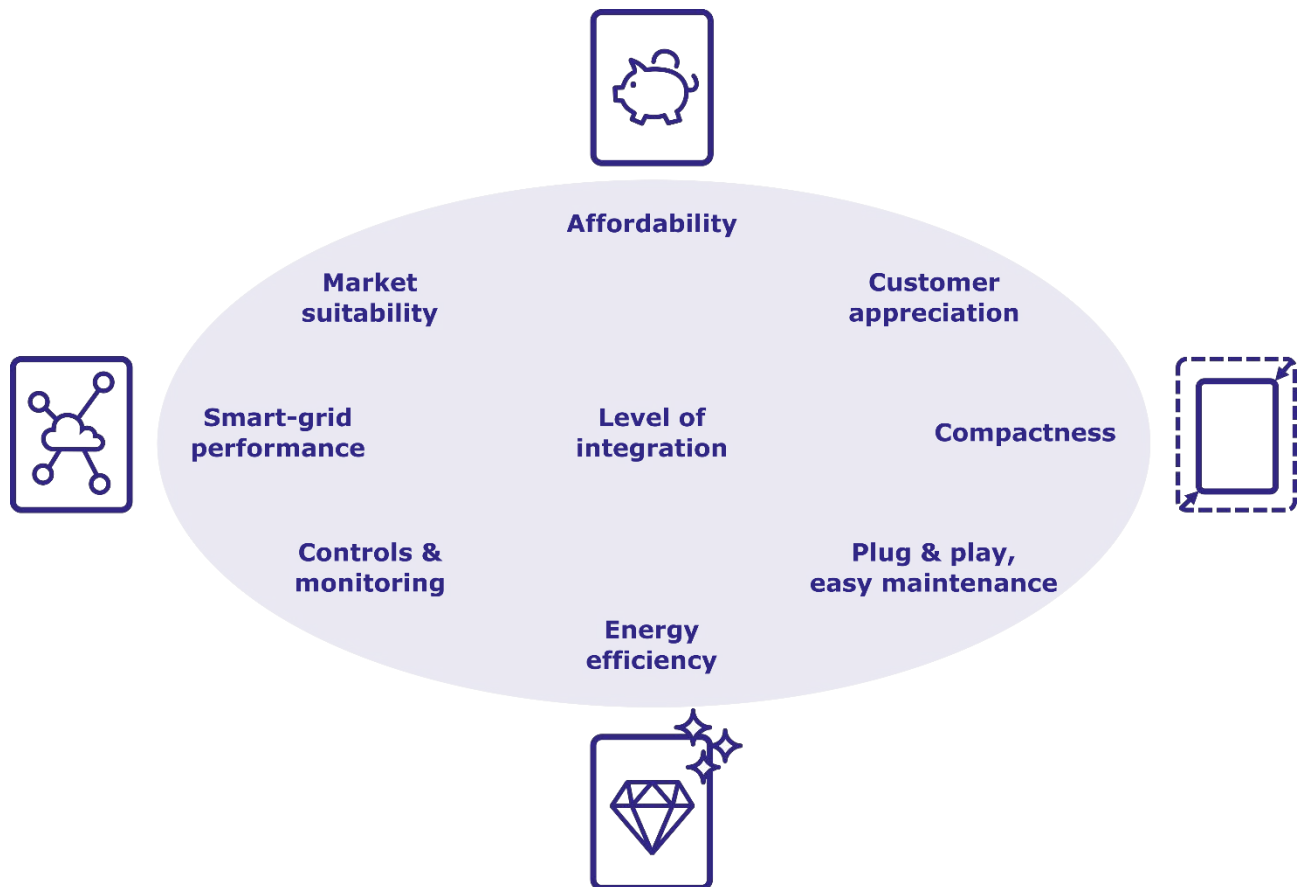 Affordability
Market
suitability
Customer
appreciation
Smart-grid
performance
Level of
integration
Compactness
Controls &
monitoring
Plug & play,
easy maintenance
Energy
efficiency